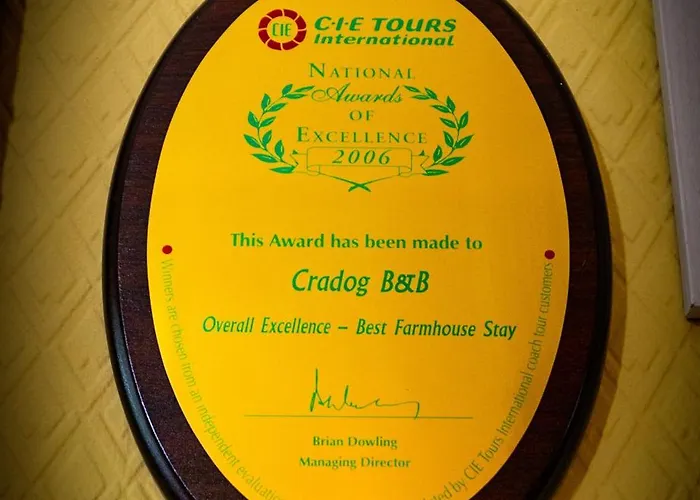 CIE
C·I·E TOURS
International
NATIONAL
Awards
OF
EXCELLENCE
2006
This Award has been made to
Cradog B&B
Overall Excellence – Best Farmhouse Stay
Brian Dowling
Managing Director
Winners are chosen from an independent evaluation
ted by CIE Tours International coach tour customers